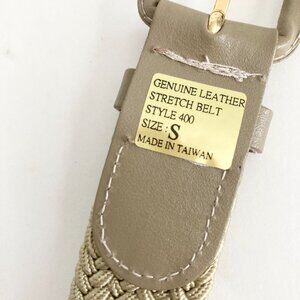 GENUINE LEATHER
STRETCH BELT
STYLE 400
SIZE: S
MADE IN TAIWAN